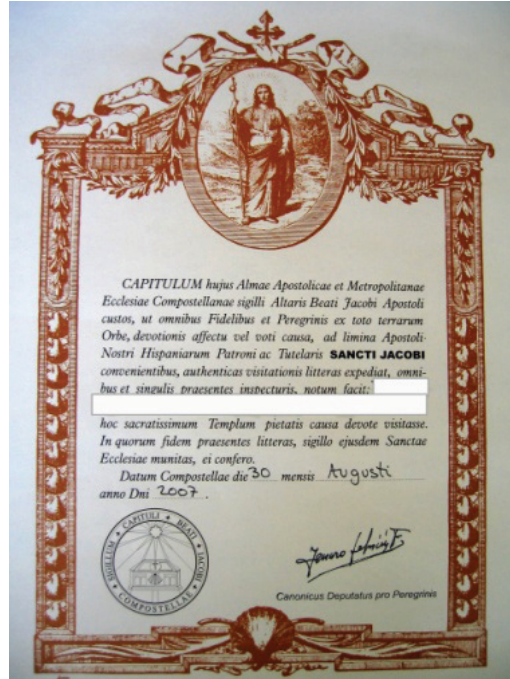 CAPITULUM hujus Almae Apostolicae et Metropolitanae
Ecclesiae Compostellanae sigilli Altaris Beati Jacobi Apostoli
custos, ut omnibus Fidelibus et Peregrinis ex toto terrarum
Orbe, devotionis affectu vel voti causa, ad limina Apostoli
Nostri Hispaniarum Patroni ac Tutelaris SANCTI JACOBI
convenientibus, authenticas visitationis litteras expediat, omni-
bus et singulis praesentes inspecturis, notum facit:
hoc sacratissimum Templum pietatis causa devote visitasse.
In quorum fidem praesentes litteras, sigillo ejusdem Sanctae
Ecclesiae munitas, ei confero.
Datum Compostellae die 30 mensis Augusti
anno Dni 2007.
SIGILLUM CAPITULI BEATI JACOBI COMPOSTELLAE
Canonicus Deputatus pro Peregrinis